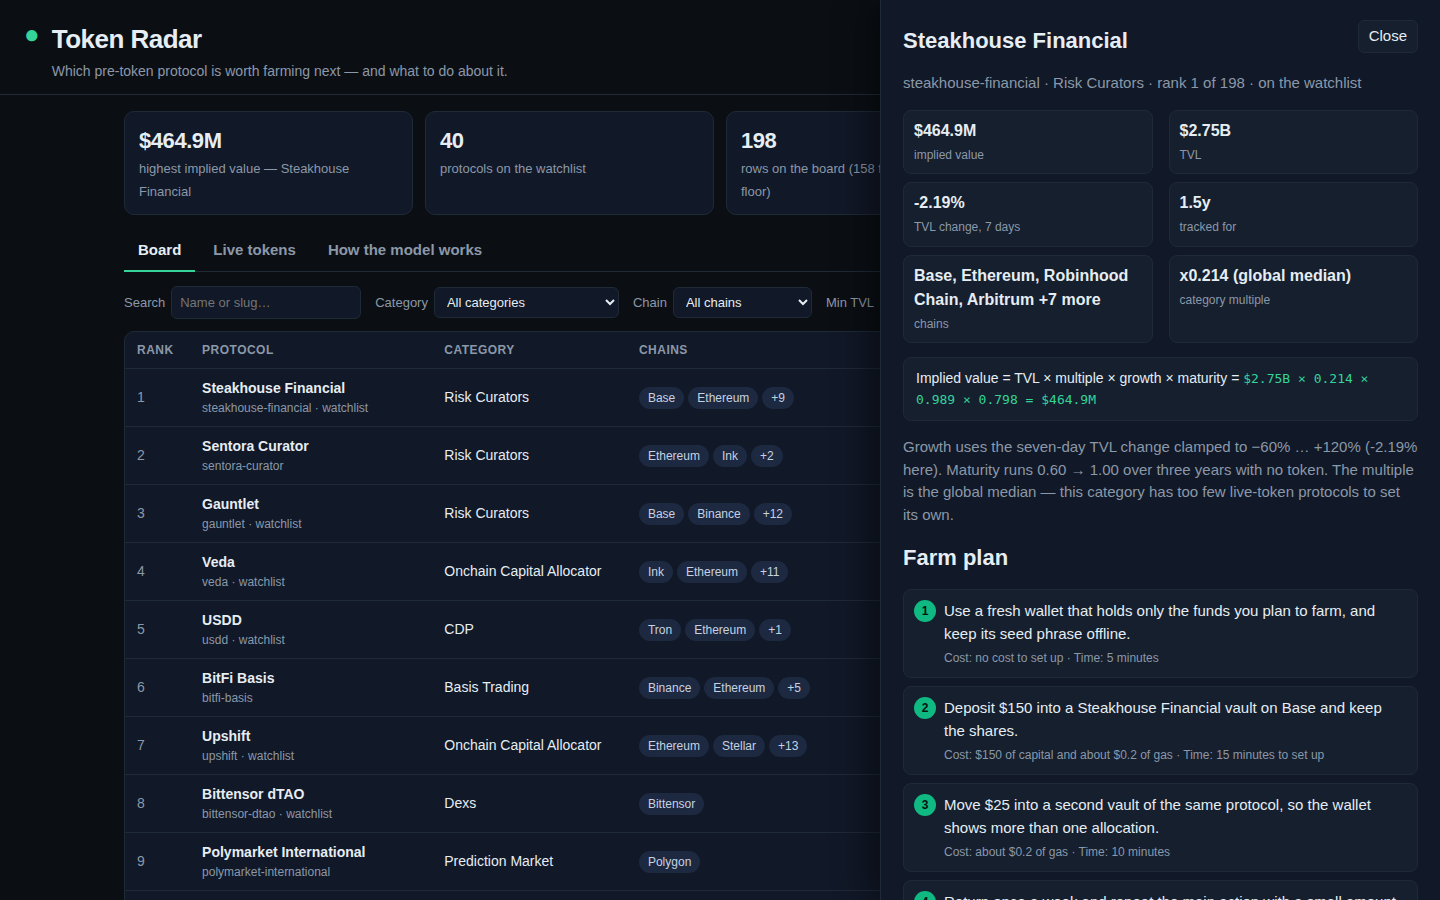 Token Radar
Which pre-token protocol is worth farming next — and what to do about it.
$464.9M
highest implied value — Steakhouse
Financial
40
protocols on the watchlist
198
rows on the board (158
floor)
Board
Live tokens
How the model works
Search
Name or slug…
Category
All categories
Chain
All chains
Min TVL
RANK PROTOCOL CATEGORY CHAINS
1 Steakhouse Financial Risk Curators Base Ethereum +9
steakhouse-financial · watchlist
2 Sentora Curator Risk Curators Ethereum Ink +2
sentora-curator
3 Gauntlet Risk Curators Base Binance +12
gauntlet · watchlist
4 Veda Onchain Capital Allocator Ink Ethereum +11
veda · watchlist
5 USDD CDP Tron Ethereum +1
usdd · watchlist
6 BitFi Basis Basis Trading Binance Ethereum +5
bitfi-basis
7 Upshift Onchain Capital Allocator Ethereum Stellar +13
upshift · watchlist
8 Bittensor dTAO Dexs Bittensor
bittensor-dtao · watchlist
9 Polymarket International Prediction Market Polygon
polymarket-international
Steakhouse Financial
Close
steakhouse-financial · Risk Curators · rank 1 of 198 · on the watchlist
$464.9M
implied value
$2.75B
TVL
-2.19%
TVL change, 7 days
1.5y
tracked for
Base, Ethereum, Robinhood
Chain, Arbitrum +7 more
chains
x0.214 (global median)
category multiple
Implied value = TVL × multiple × growth × maturity = $2.75B × 0.214 ×
0.989 × 0.798 = $464.9M
Growth uses the seven-day TVL change clamped to −60% … +120% (-2.19%
here). Maturity runs 0.60 → 1.00 over three years with no token. The multiple
is the global median — this category has too few live-token protocols to set
its own.
Farm plan
1 Use a fresh wallet that holds only the funds you plan to farm, and
keep its seed phrase offline.
Cost: no cost to set up · Time: 5 minutes
2 Deposit $150 into a Steakhouse Financial vault on Base and keep
the shares.
Cost: $150 of capital and about $0.2 of gas · Time: 15 minutes to set up
3 Move $25 into a second vault of the same protocol, so the wallet
shows more than one allocation.
Cost: about $0.2 of gas · Time: 10 minutes
4 Return once a week and repeat the main action with a small amount